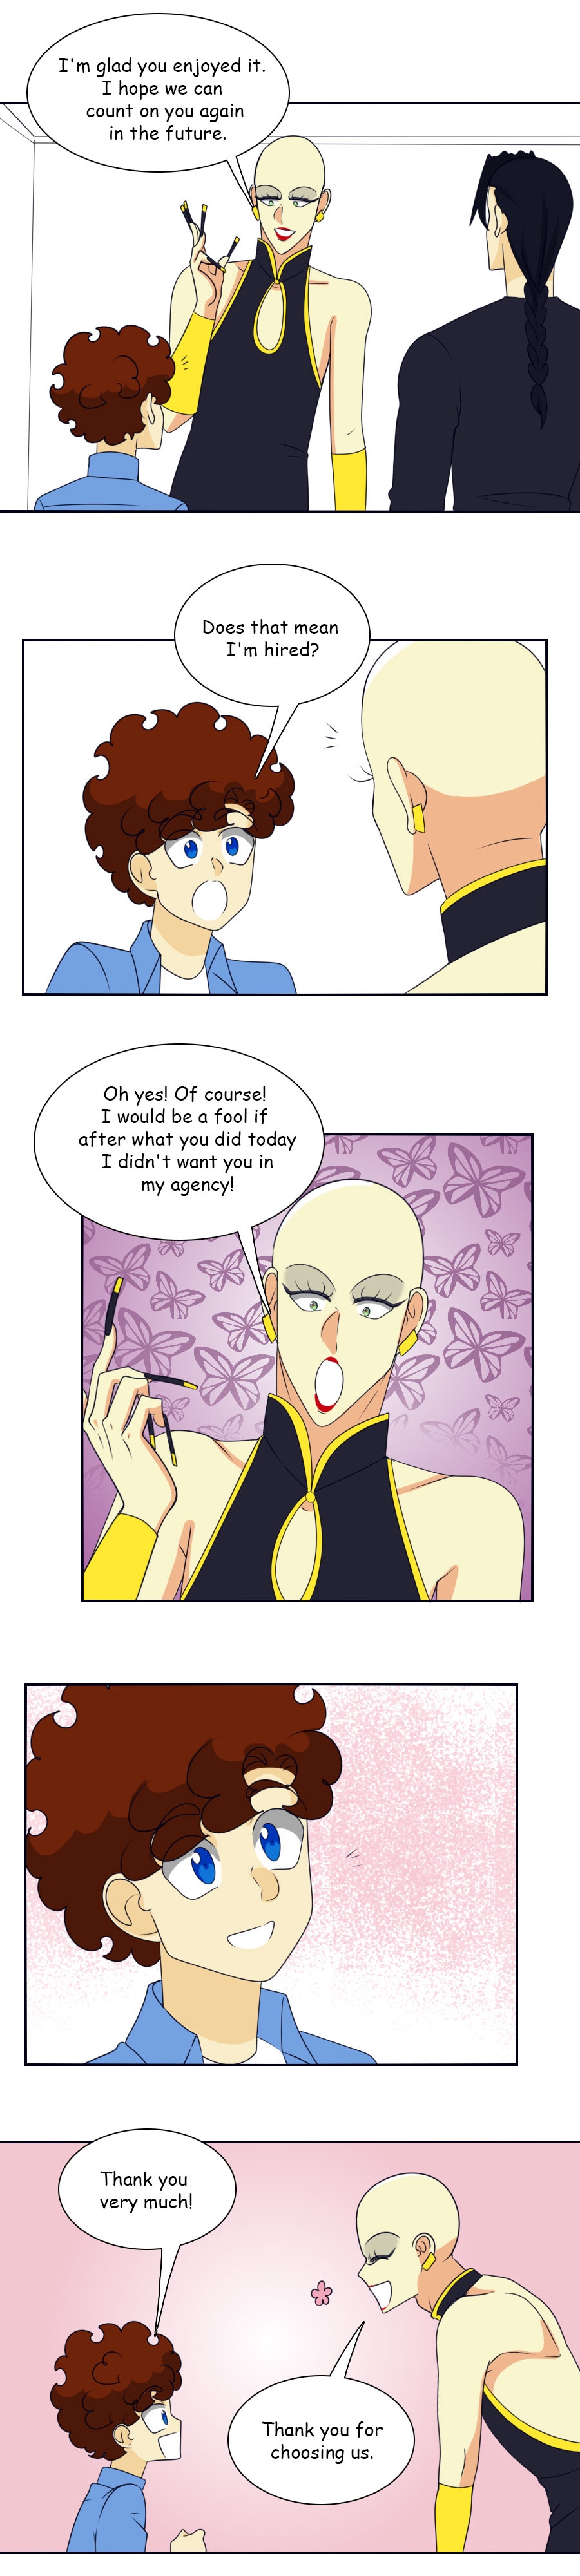 I'm glad you enjoyed it.
I hope we can
count on you again
in the future.
Does that mean
I'm hired?
Oh yes! Of course!
I would be a fool if
after what you did today
I didn't want you in
my agency!
Thank you
very much!
Thank you for
choosing us.